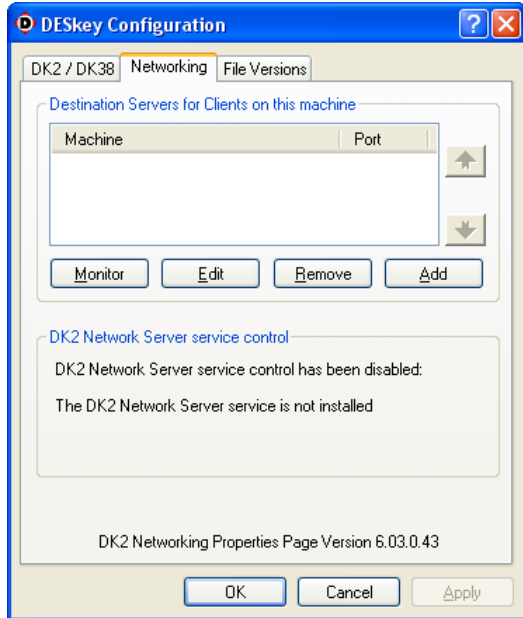 DESkey Configuration
DK2 / DK38 Networking File Versions
Destination Servers for Clients on this machine
Machine Port
Monitor Edit Remove Add
DK2 Network Server service control
DK2 Network Server service control has been disabled:
The DK2 Network Server service is not installed
DK2 Networking Properties Page Version 6.03.0.43
OK Cancel Apply